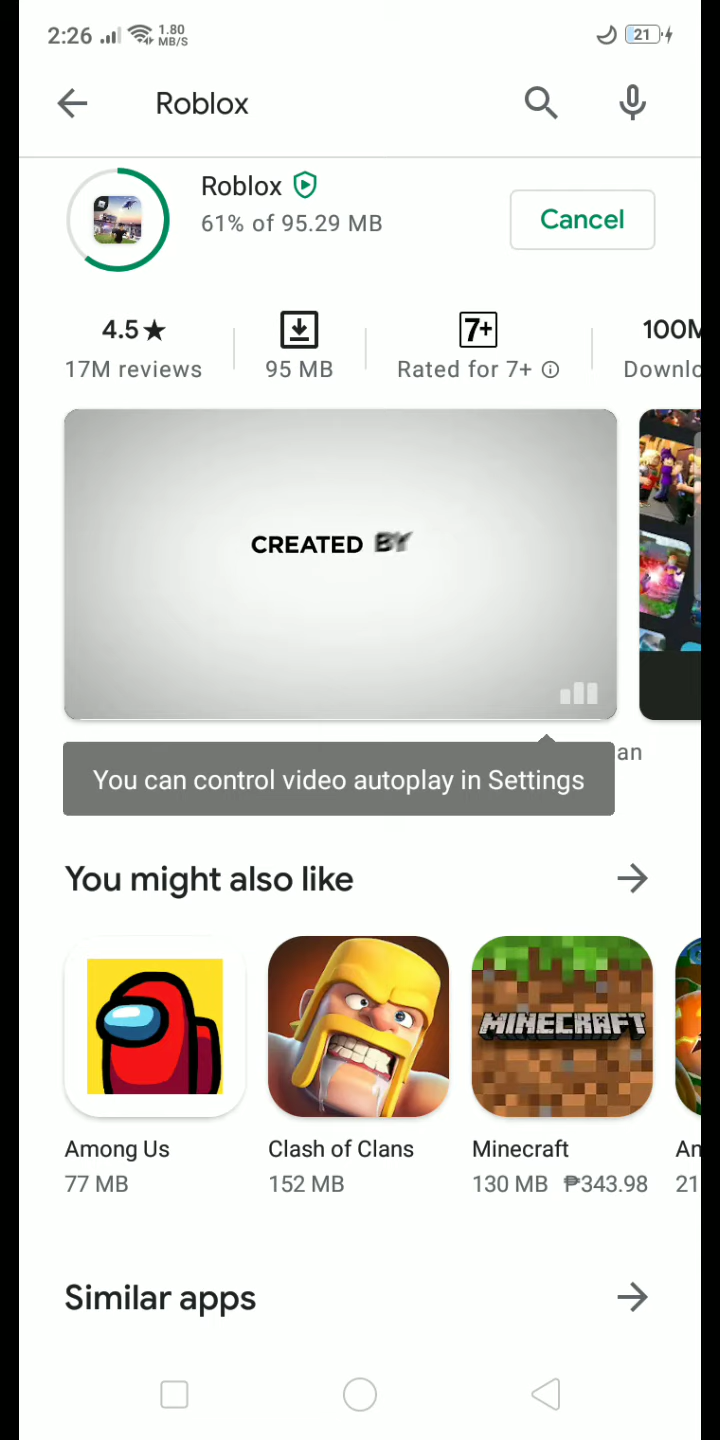 2:26 1.80 MB/S 21
Roblox
Roblox
61% of 95.29 MB
Cancel
4.5★ 7+ 100M
17M reviews 95 MB Rated for 7+ Downlo
CREATED BY
an
You can control video autoplay in Settings
You might also like
MINECRAFT
Among Us Clash of Clans Minecraft An
77 MB 152 MB 130 MB ₱343.98 21
Similar apps